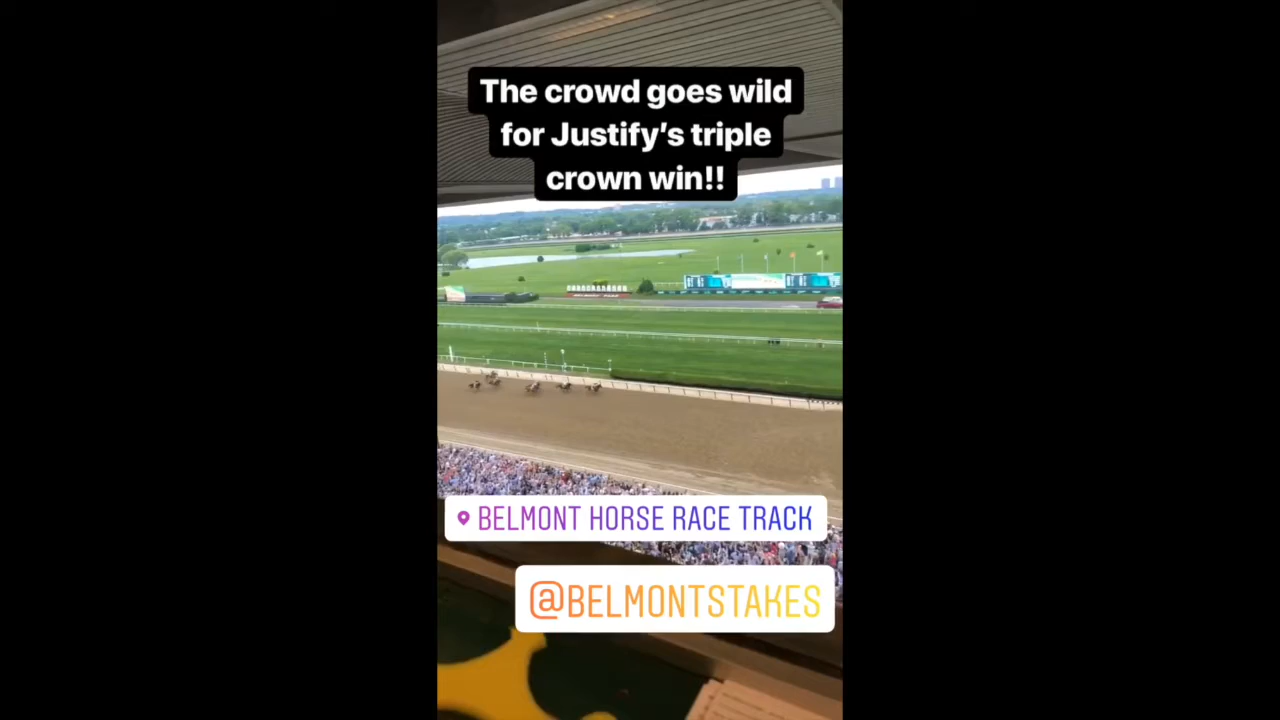 The crowd goes wild
for Justify's triple
crown win!!
BELMONT HORSE RACE TRACK
@BELMONTSTAKES